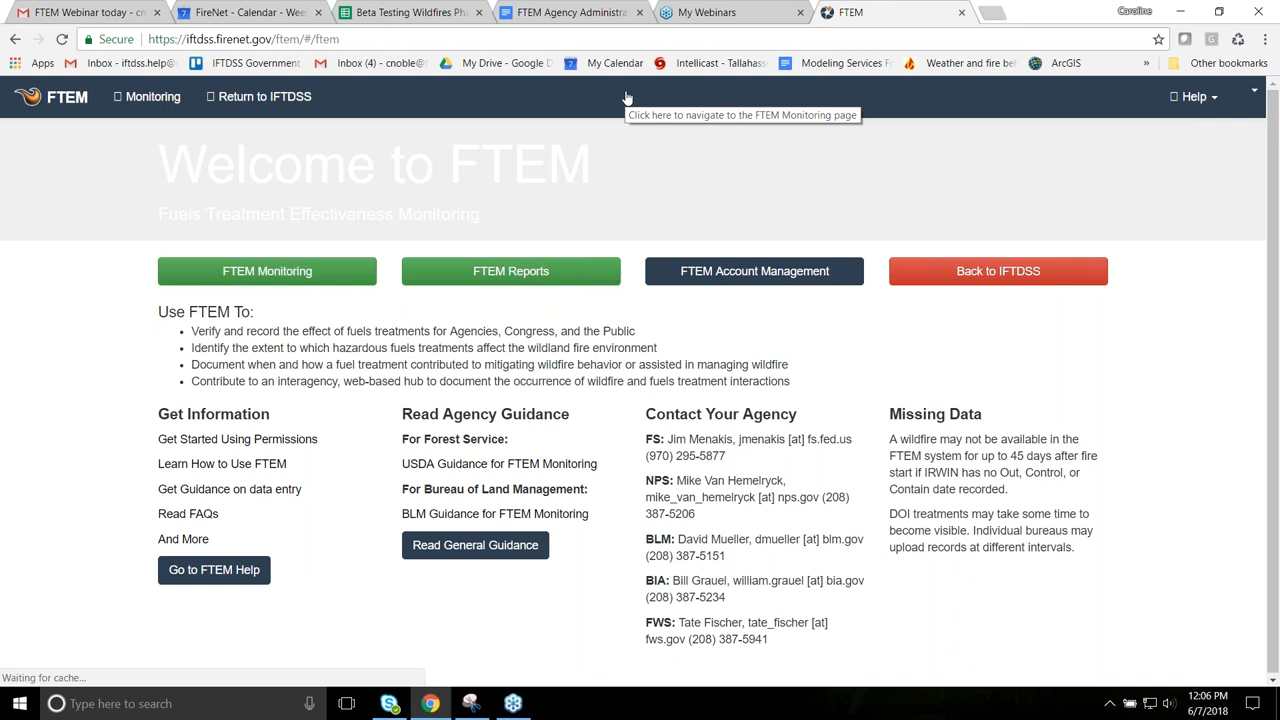 FTEM Webinar today - cn
FireNet - Calendar - Wee
Beta Testing Wildfires Ph
FTEM Agency Administra
My Webinars
FTEM
Caroline
Secure
https://iftdss.firenet.gov/ftem/#/ftem
Apps
Inbox - iftdss.help@
IFTDSS Government
Inbox (4) - cnoble@
My Drive - Google D
My Calendar
Intellicast - Tallahass
Modeling Services F
Weather and fire be
ArcGIS
»
Other bookmarks
FTEM
Monitoring
Return to IFTDSS
Help
Click here to navigate to the FTEM Monitoring page
Welcome to FTEM
Fuels Treatment Effectiveness Monitoring
FTEM Monitoring
FTEM Reports
FTEM Account Management
Back to IFTDSS
Use FTEM To:
• Verify and record the effect of fuels treatments for Agencies, Congress, and the Public
• Identify the extent to which hazardous fuels treatments affect the wildland fire environment
• Document when and how a fuel treatment contributed to mitigating wildfire behavior or assisted in managing wildfire
• Contribute to an interagency, web-based hub to document the occurrence of wildfire and fuels treatment interactions
Get Information
Get Started Using Permissions
Learn How to Use FTEM
Get Guidance on data entry
Read FAQs
And More
Go to FTEM Help
Read Agency Guidance
For Forest Service:
USDA Guidance for FTEM Monitoring
For Bureau of Land Management:
BLM Guidance for FTEM Monitoring
Read General Guidance
Contact Your Agency
FS: Jim Menakis, jmenakis [at] fs.fed.us
(970) 295-5877
NPS: Mike Van Hemelryck,
mike_van_hemelryck [at] nps.gov (208)
387-5206
BLM: David Mueller, dmueller [at] blm.gov
(208) 387-5151
BIA: Bill Grauel, william.grauel [at] bia.gov
(208) 387-5234
FWS: Tate Fischer, tate_fischer [at]
fws.gov (208) 387-5941
Missing Data
A wildfire may not be available in the
FTEM system for up to 45 days after fire
start if IRWIN has no Out, Control, or
Contain date recorded.
DOI treatments may take some time to
become visible. Individual bureaus may
upload records at different intervals.
Waiting for cache...
Type here to search
12:06 PM
6/7/2018